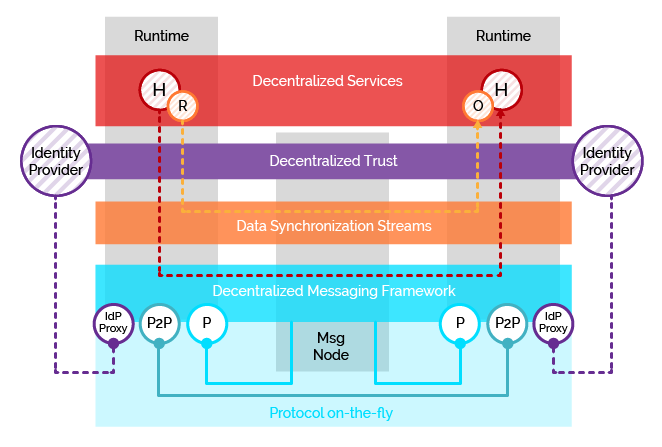 Runtime
Runtime
Decentralized Services
H
R
O
H
Identity
Provider
Decentralized Trust
Identity
Provider
Data Synchronization Streams
Decentralized Messaging Framework
IdP
Proxy
P2P
P
Msg
Node
P
P2P
IdP
Proxy
Protocol on-the-fly